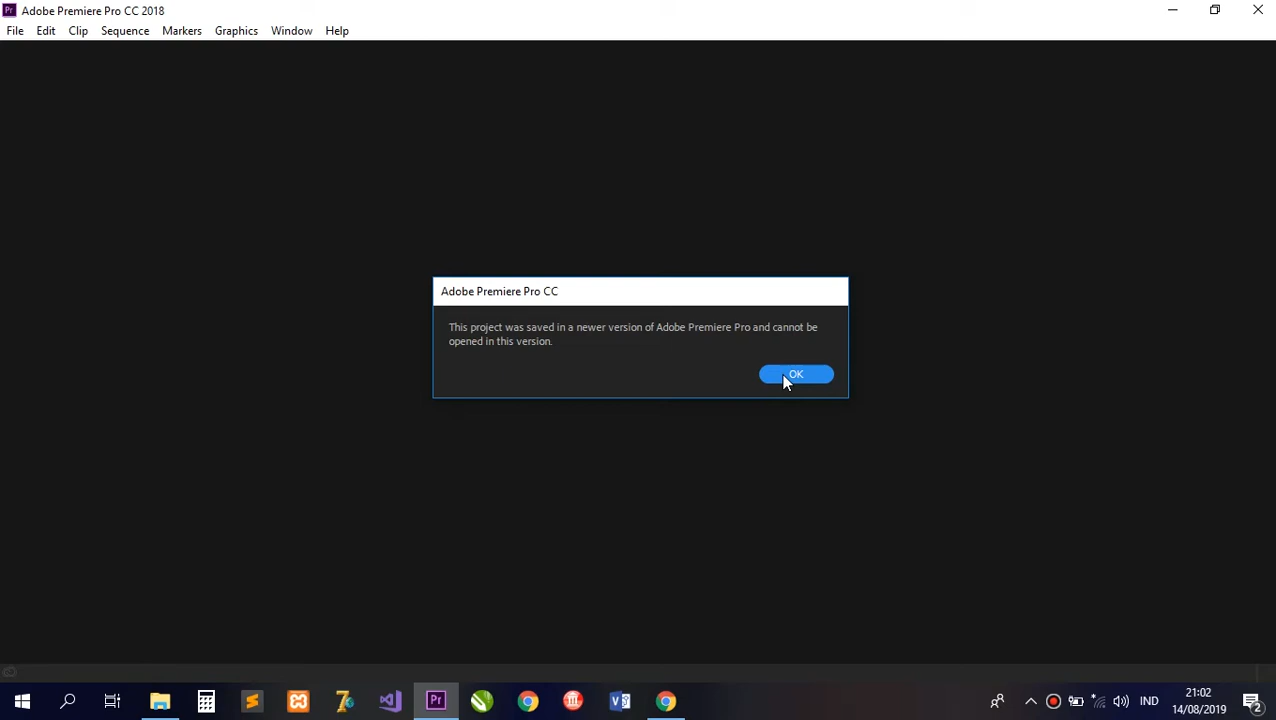 Adobe Premiere Pro CC 2018
File Edit Clip Sequence Markers Graphics Window Help
Adobe Premiere Pro CC
This project was saved in a newer version of Adobe Premiere Pro and cannot be
opened in this version.
OK
Pr
IND
21:02
14/08/2019
2